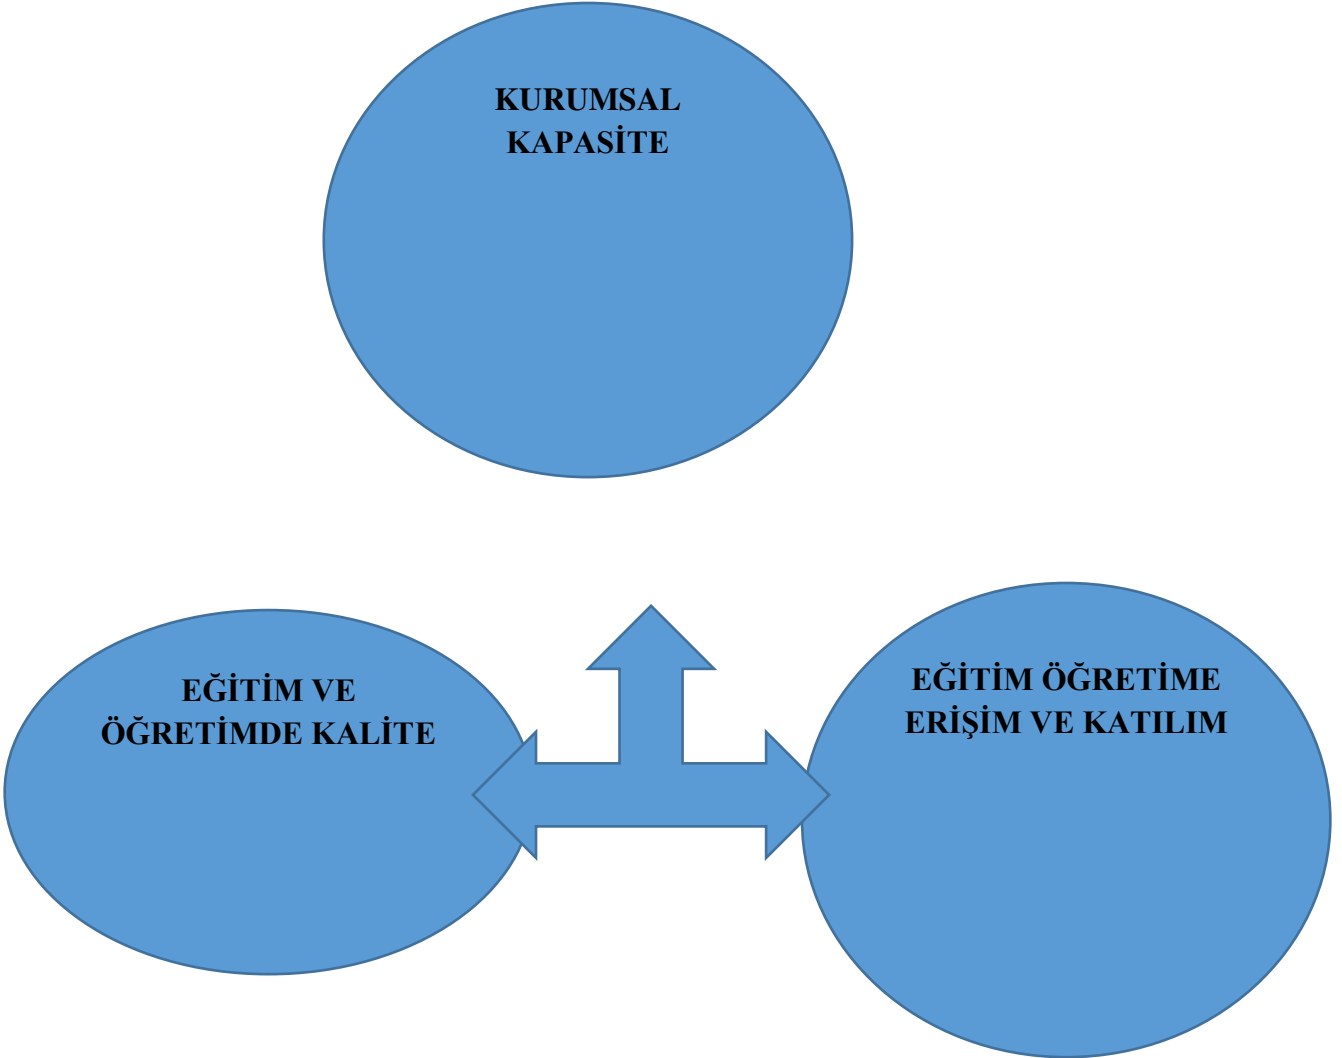 KURUMSAL
KAPASİTE
EĞİTİM VE
ÖĞRETİMDE KALİTE
EĞİTİM ÖĞRETİME
ERİŞİM VE KATILIM